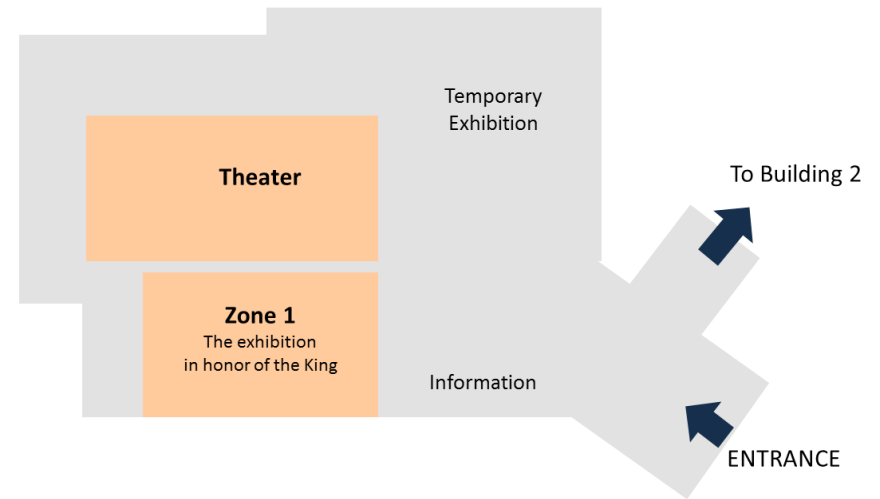 Temporary
Exhibition
Theater
To Building 2
Zone 1
The exhibition
in honor of the King
Information
ENTRANCE